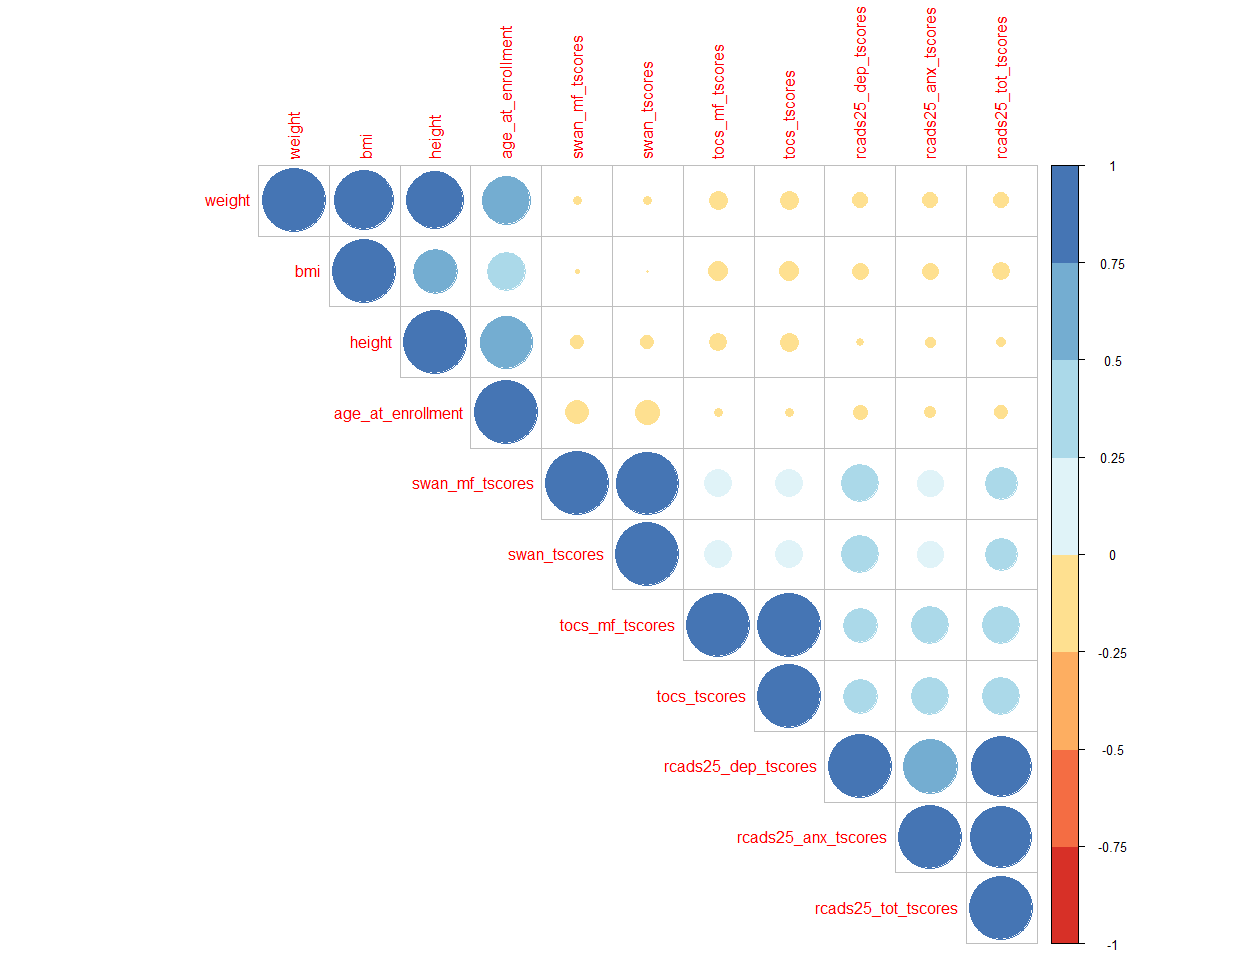 weight
bmi
height
age_at_enrollment
swan_mf_tscores
swan_tscores
tocs_mf_tscores
tocs_tscores
rcads25_dep_tscores
rcads25_anx_tscores
rcads25_tot_tscores
weight
bmi
height
age_at_enrollment
swan_mf_tscores
swan_tscores
tocs_mf_tscores
tocs_tscores
rcads25_dep_tscores
rcads25_anx_tscores
rcads25_tot_tscores
1
0.75
0.5
0.25
0
-0.25
-0.5
-0.75
-1